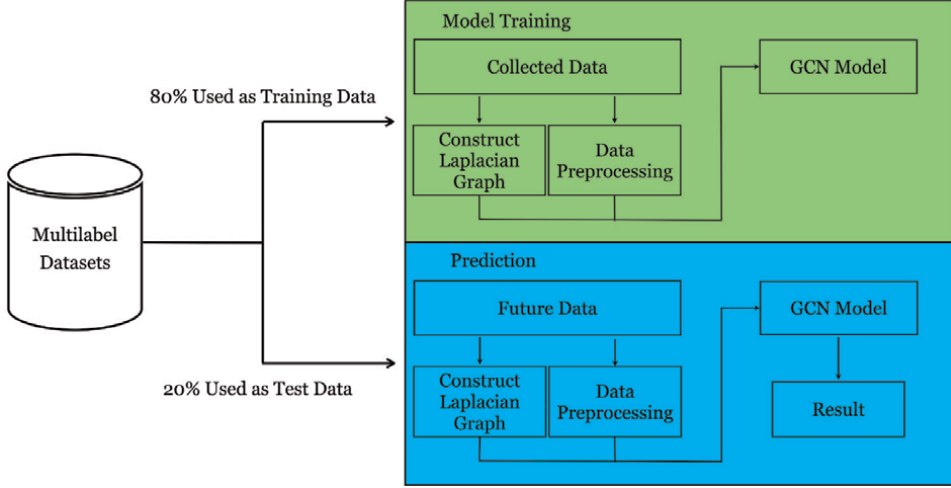 Multilabel
Datasets
80% Used as Training Data
20% Used as Test Data
Model Training
Collected Data
Construct
Laplacian
Graph
Data
Preprocessing
GCN Model
Prediction
Future Data
Construct
Laplacian
Graph
Data
Preprocessing
GCN Model
Result